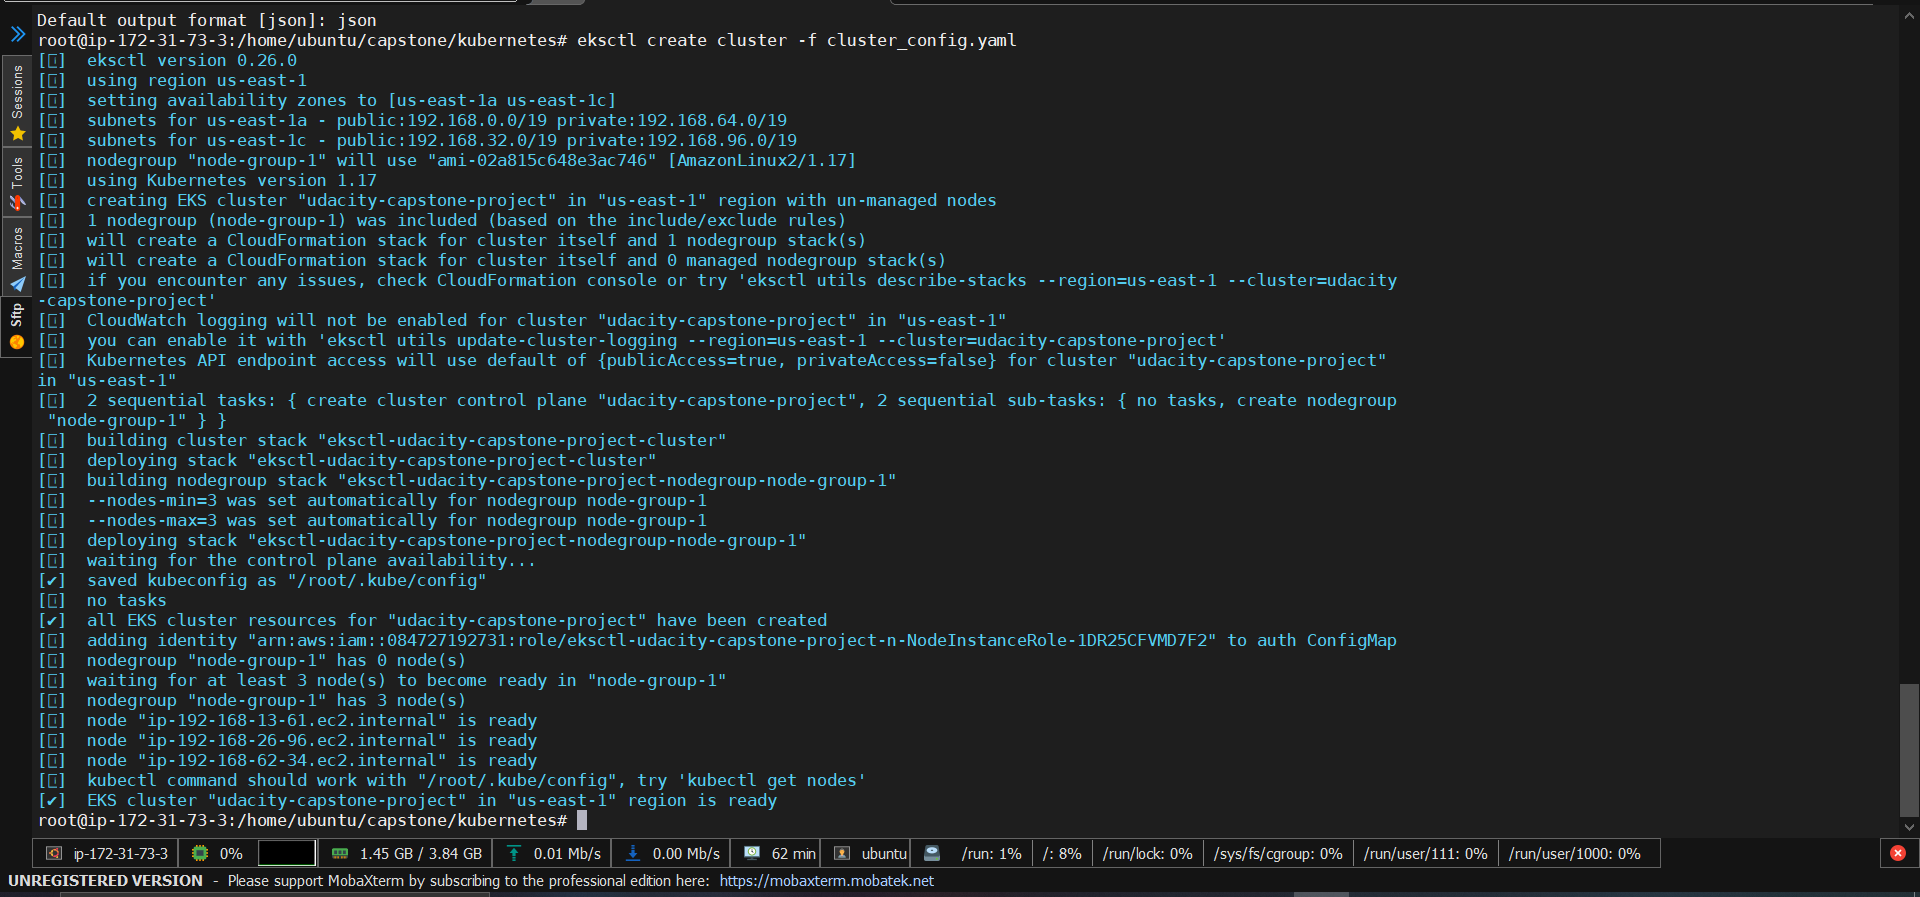 Default output format [json]: json
root@ip-172-31-73-3:/home/ubuntu/capstone/kubernetes# eksctl create cluster -f cluster_config.yaml
[i]  eksctl version 0.26.0
[i]  using region us-east-1
[i]  setting availability zones to [us-east-1a us-east-1c]
[i]  subnets for us-east-1a - public:192.168.0.0/19 private:192.168.64.0/19
[i]  subnets for us-east-1c - public:192.168.32.0/19 private:192.168.96.0/19
[i]  nodegroup "node-group-1" will use "ami-02a815c648e3ac746" [AmazonLinux2/1.17]
[i]  using Kubernetes version 1.17
[i]  creating EKS cluster "udacity-capstone-project" in "us-east-1" region with un-managed nodes
[i]  1 nodegroup (node-group-1) was included (based on the include/exclude rules)
[i]  will create a CloudFormation stack for cluster itself and 1 nodegroup stack(s)
[i]  will create a CloudFormation stack for cluster itself and 0 managed nodegroup stack(s)
[i]  if you encounter any issues, check CloudFormation console or try 'eksctl utils describe-stacks --region=us-east-1 --cluster=udacity
-capstone-project'
[i]  CloudWatch logging will not be enabled for cluster "udacity-capstone-project" in "us-east-1"
[i]  you can enable it with 'eksctl utils update-cluster-logging --region=us-east-1 --cluster=udacity-capstone-project'
[i]  Kubernetes API endpoint access will use default of {publicAccess=true, privateAccess=false} for cluster "udacity-capstone-project"
in "us-east-1"
[i]  2 sequential tasks: { create cluster control plane "udacity-capstone-project", 2 sequential sub-tasks: { no tasks, create nodegroup
 "node-group-1" } }
[i]  building cluster stack "eksctl-udacity-capstone-project-cluster"
[i]  deploying stack "eksctl-udacity-capstone-project-cluster"
[i]  building nodegroup stack "eksctl-udacity-capstone-project-nodegroup-node-group-1"
[i]  --nodes-min=3 was set automatically for nodegroup node-group-1
[i]  --nodes-max=3 was set automatically for nodegroup node-group-1
[i]  deploying stack "eksctl-udacity-capstone-project-nodegroup-node-group-1"
[i]  waiting for the control plane availability...
[✔]  saved kubeconfig as "/root/.kube/config"
[i]  no tasks
[✔]  all EKS cluster resources for "udacity-capstone-project" have been created
[i]  adding identity "arn:aws:iam::084727192731:role/eksctl-udacity-capstone-project-n-NodeInstanceRole-1DR25CFVMD7F2" to auth ConfigMap
[i]  nodegroup "node-group-1" has 0 node(s)
[i]  waiting for at least 3 node(s) to become ready in "node-group-1"
[i]  nodegroup "node-group-1" has 3 node(s)
[i]  node "ip-192-168-13-61.ec2.internal" is ready
[i]  node "ip-192-168-26-96.ec2.internal" is ready
[i]  node "ip-192-168-62-34.ec2.internal" is ready
[i]  kubectl command should work with "/root/.kube/config", try 'kubectl get nodes'
[✔]  EKS cluster "udacity-capstone-project" in "us-east-1" region is ready
root@ip-172-31-73-3:/home/ubuntu/capstone/kubernetes#
Sessions
Tools
Macros
Sftp
ip-172-31-73-3 0% 1.45 GB / 3.84 GB 0.01 Mb/s 0.00 Mb/s 62 min ubuntu /run: 1% /: 8% /run/lock: 0% /sys/fs/cgroup: 0% /run/user/111: 0% /run/user/1000: 0%
UNREGISTERED VERSION - Please support MobaXterm by subscribing to the professional edition here: https://mobaxterm.mobatek.net